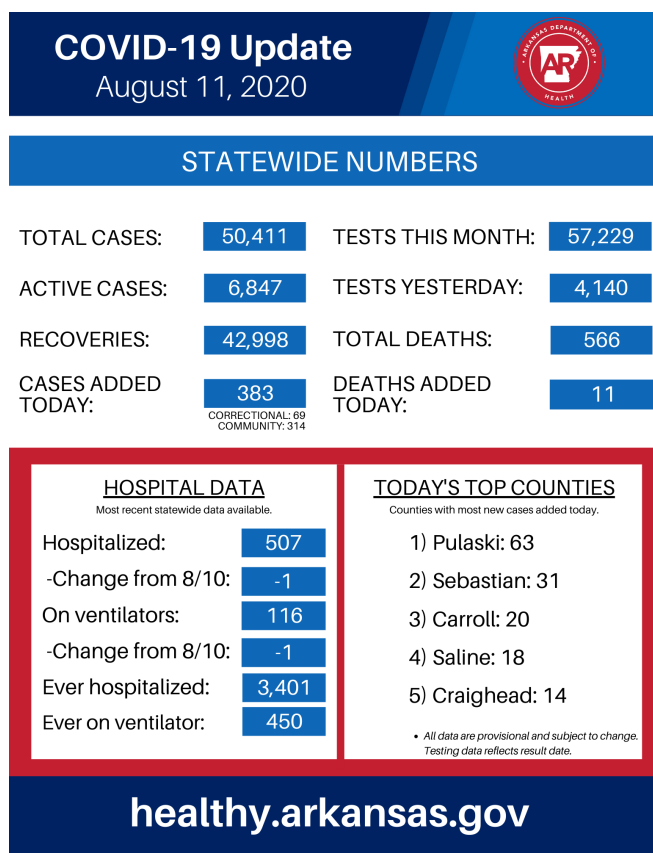 COVID-19 Update
August 11, 2020
ARKANSAS DEPARTMENT OF
AR
HEALTH
STATEWIDE NUMBERS
TOTAL CASES: 50,411
TESTS THIS MONTH: 57,229
ACTIVE CASES: 6,847
TESTS YESTERDAY: 4,140
RECOVERIES: 42,998
TOTAL DEATHS: 566
CASES ADDED
TODAY: 383
CORRECTIONAL: 69
COMMUNITY: 314
DEATHS ADDED
TODAY: 11
HOSPITAL DATA
Most recent statewide data available.
Hospitalized: 507
-Change from 8/10: -1
On ventilators: 116
-Change from 8/10: -1
Ever hospitalized: 3,401
Ever on ventilator: 450
TODAY'S TOP COUNTIES
Counties with most new cases added today.
1) Pulaski: 63
2) Sebastian: 31
3) Carroll: 20
4) Saline: 18
5) Craighead: 14
• All data are provisional and subject to change.
Testing data reflects result date.
healthy.arkansas.gov